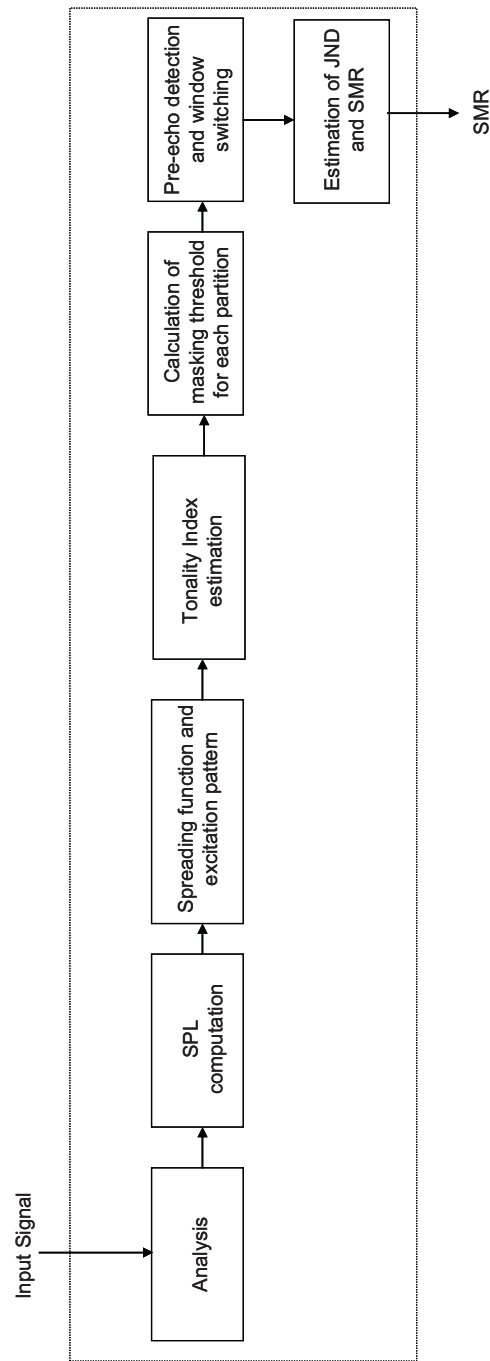 Input Signal
Analysis
SPL
computation
Spreading function and
excitation pattern
Tonality Index
estimation
Calculation of
masking threshold
for each partition
Pre-echo detection
and window
switching
Estimation of JND
and SMR
SMR